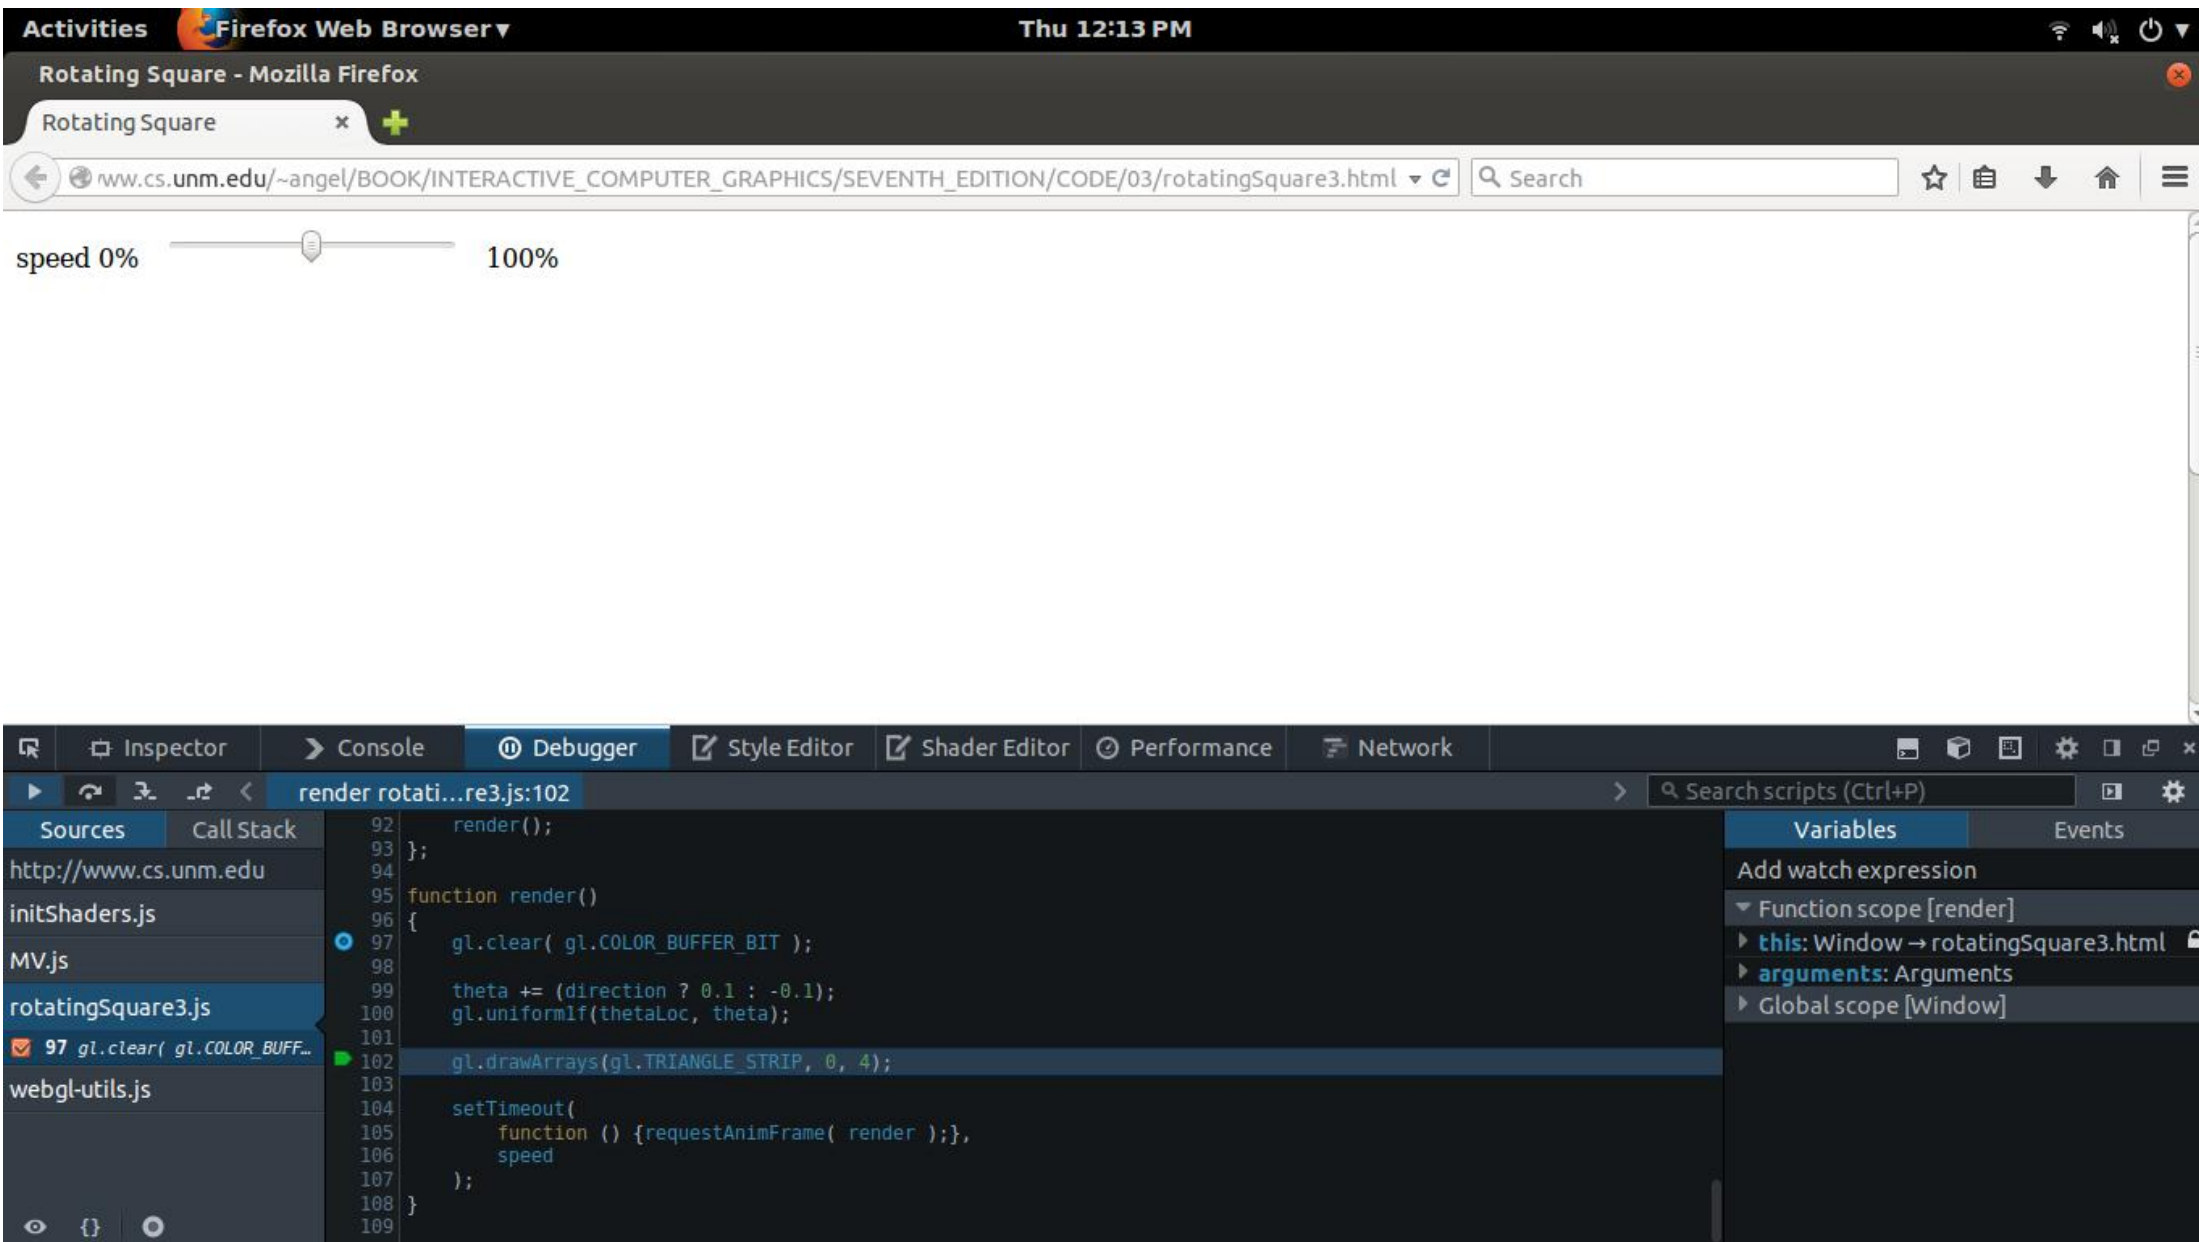 Activities Firefox Web Browser▾ Thu 12:13 PM
Rotating Square - Mozilla Firefox
Rotating Square
ww.cs.unm.edu/~angel/BOOK/INTERACTIVE_COMPUTER_GRAPHICS/SEVENTH_EDITION/CODE/03/rotatingSquare3.html Search
speed 0% 100%
Inspector Console Debugger Style Editor Shader Editor Performance Network
render rotati...re3.js:102 Search scripts (Ctrl+P)
Sources Call Stack
http://www.cs.unm.edu
initShaders.js
MV.js
rotatingSquare3.js
97 gl.clear( gl.COLOR_BUFF...
webgl-utils.js
{}
92 render();
93 };
94
95 function render()
96 {
97 gl.clear( gl.COLOR_BUFFER_BIT );
98
99 theta += (direction ? 0.1 : -0.1);
100 gl.uniform1f(thetaLoc, theta);
101
102 gl.drawArrays(gl.TRIANGLE_STRIP, 0, 4);
103
104 setTimeout(
105 function () {requestAnimFrame( render );},
106 speed
107 );
108 }
109
Variables Events
Add watch expression
Function scope [render]
this: Window → rotatingSquare3.html
arguments: Arguments
Global scope [Window]